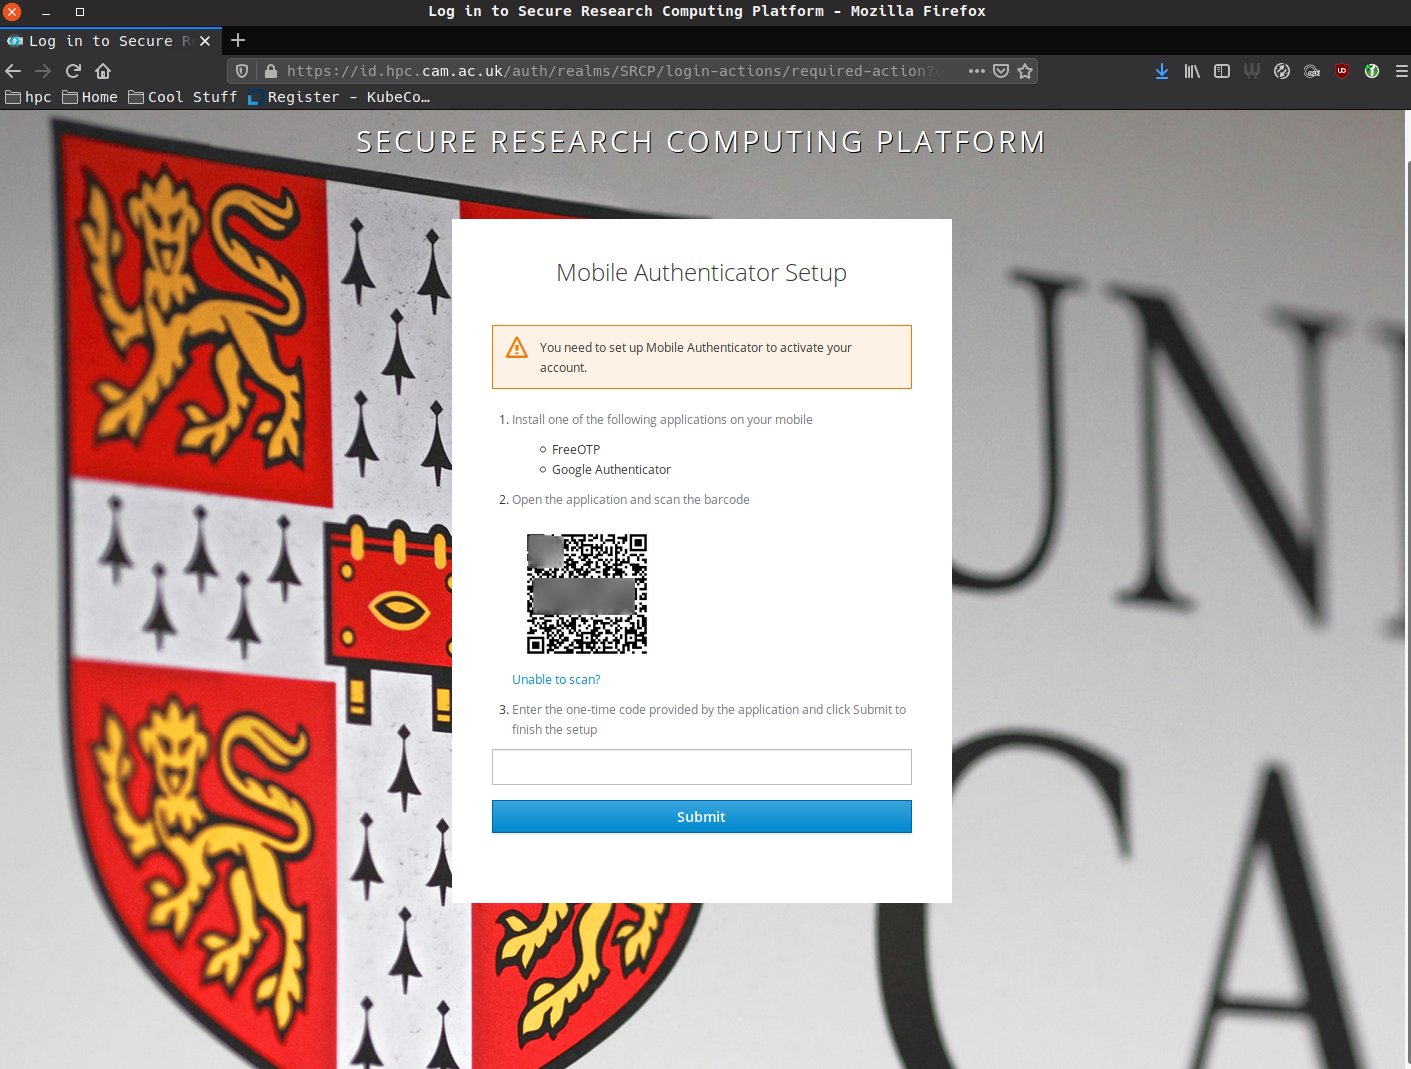 Log in to Secure Research Computing Platform - Mozilla Firefox
Log in to Secure R
https://id.hpc.cam.ac.uk/auth/realms/SRCP/login-actions/required-action?
hpc Home Cool Stuff Register - KubeCo…
SECURE RESEARCH COMPUTING PLATFORM
UNI
CA
Mobile Authenticator Setup
You need to set up Mobile Authenticator to activate your
account.
1. Install one of the following applications on your mobile
FreeOTP
Google Authenticator
2. Open the application and scan the barcode
Unable to scan?
3. Enter the one-time code provided by the application and click Submit to
finish the setup
Submit